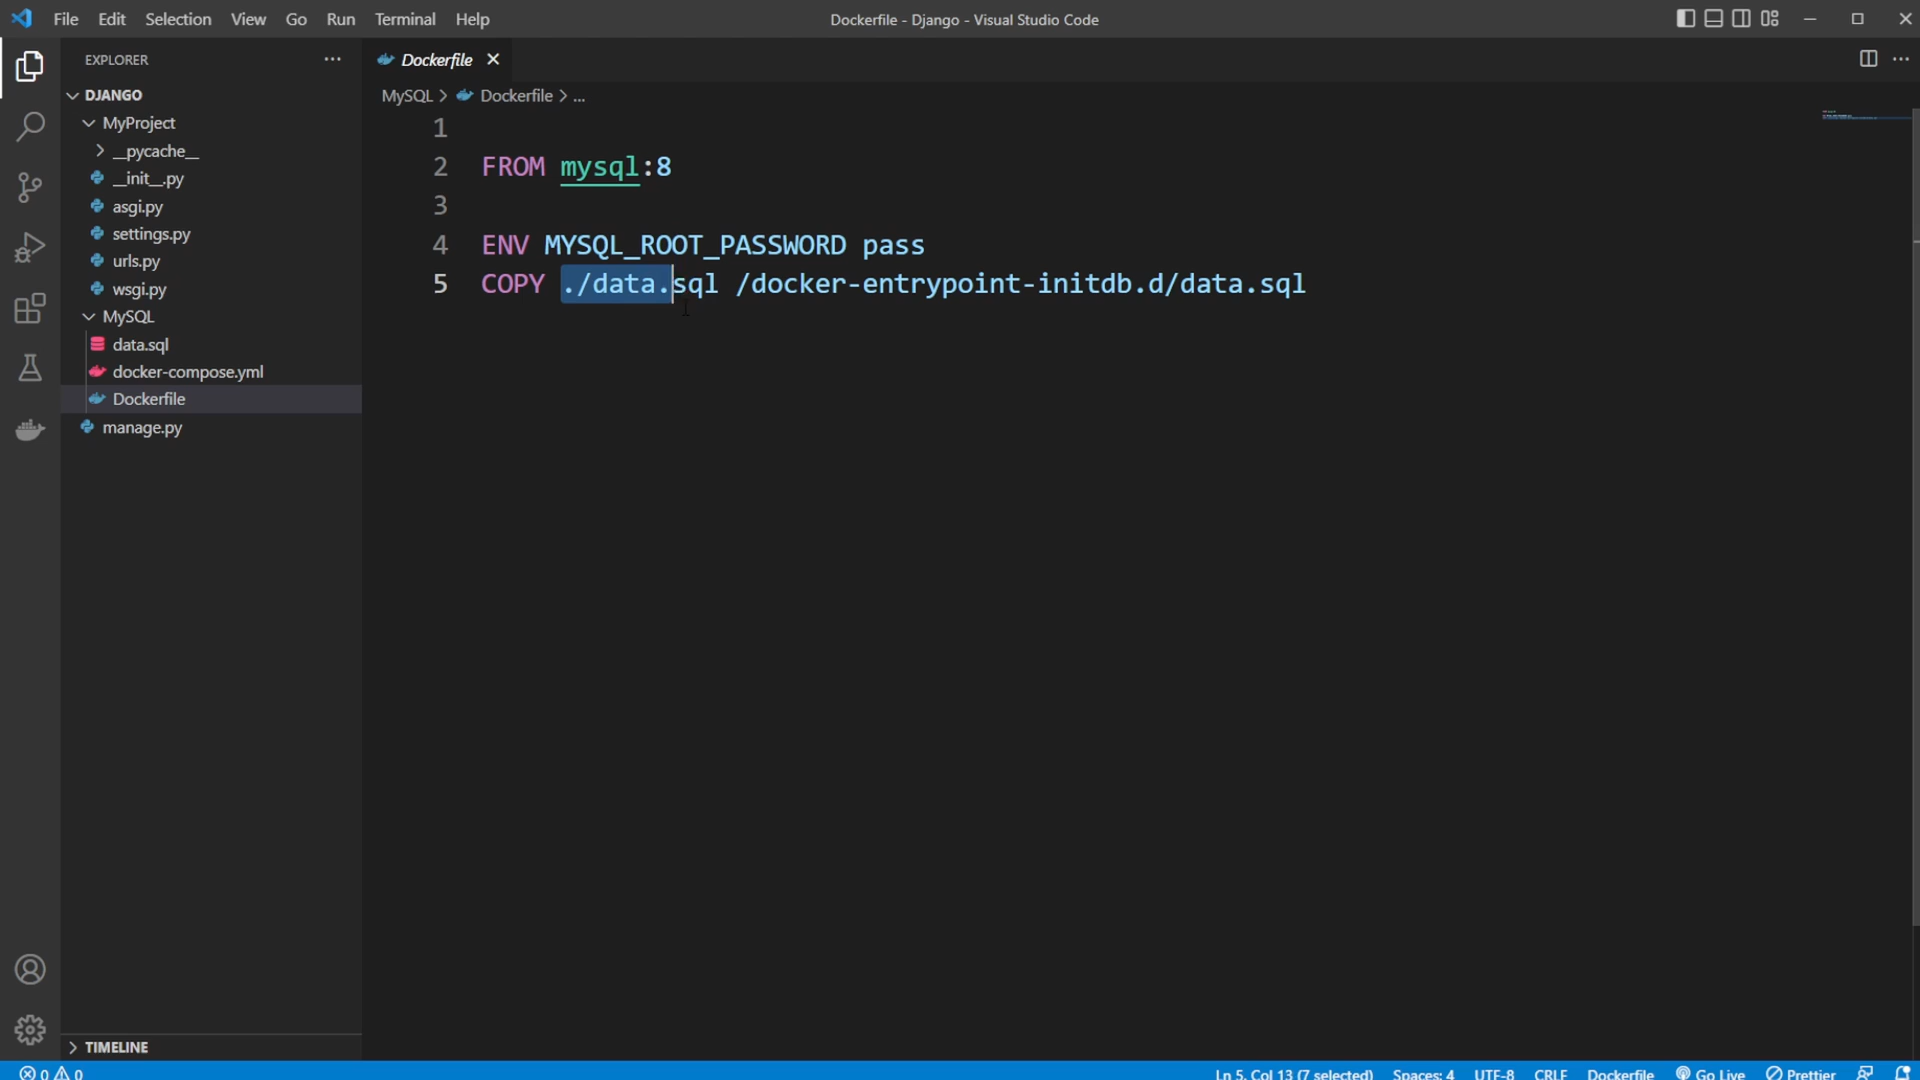 File Edit Selection View Go Run Terminal Help
Dockerfile - Django - Visual Studio Code
EXPLORER
DJANGO
MyProject
__pycache__
__init__.py
asgi.py
settings.py
urls.py
wsgi.py
MySQL
data.sql
docker-compose.yml
Dockerfile
manage.py
TIMELINE
Dockerfile
MySQL > Dockerfile > ...
1
2 FROM mysql:8
3
4 ENV MYSQL_ROOT_PASSWORD pass
5 COPY ./data.sql /docker-entrypoint-initdb.d/data.sql
0 0 Ln 5, Col 13 (7 selected) Spaces: 4 UTF-8 CRLF Dockerfile Go Live Prettier